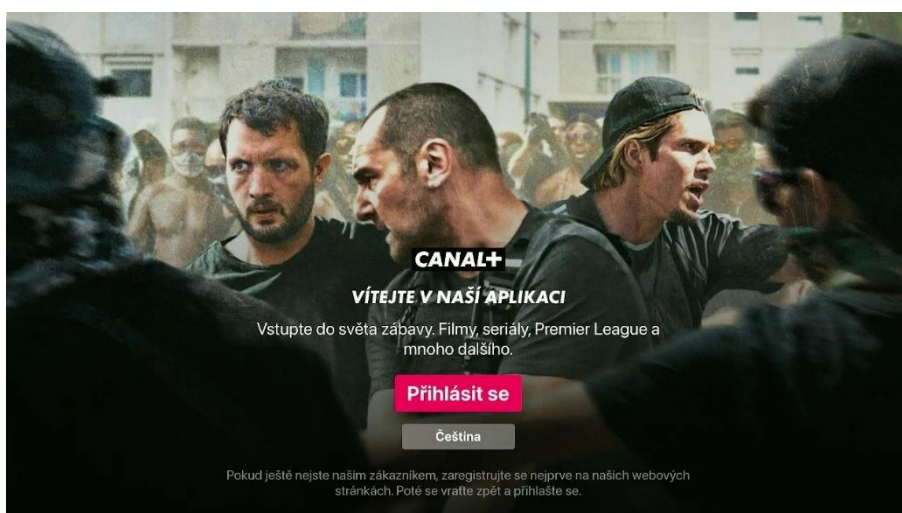 CANAL+
VÍTEJTE V NAŠÍ APLIKACI
Vstupte do světa zábavy. Filmy, seriály, Premier League a
mnoho dalšího.
Přihlásit se
Čeština
Pokud ještě nejste našim zákazníkem, zaregistrujte se nejprve na našich webových
stránkách. Poté se vraťte zpět a přihlašte se.